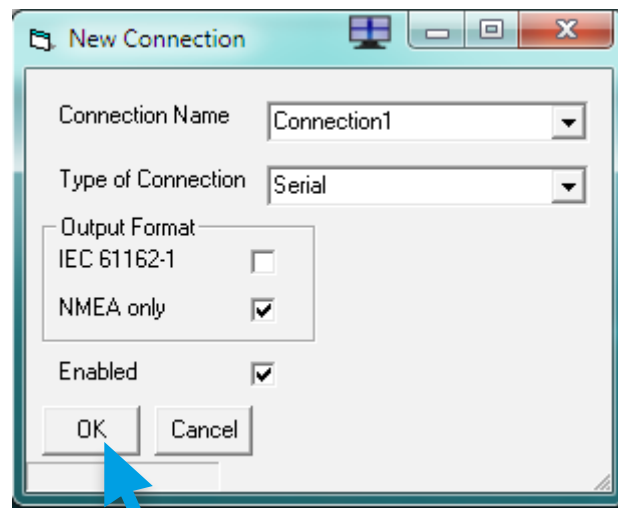 New Connection
Connection Name Connection1
Type of Connection Serial
Output Format
IEC 61162-1
NMEA only
Enabled
OK Cancel